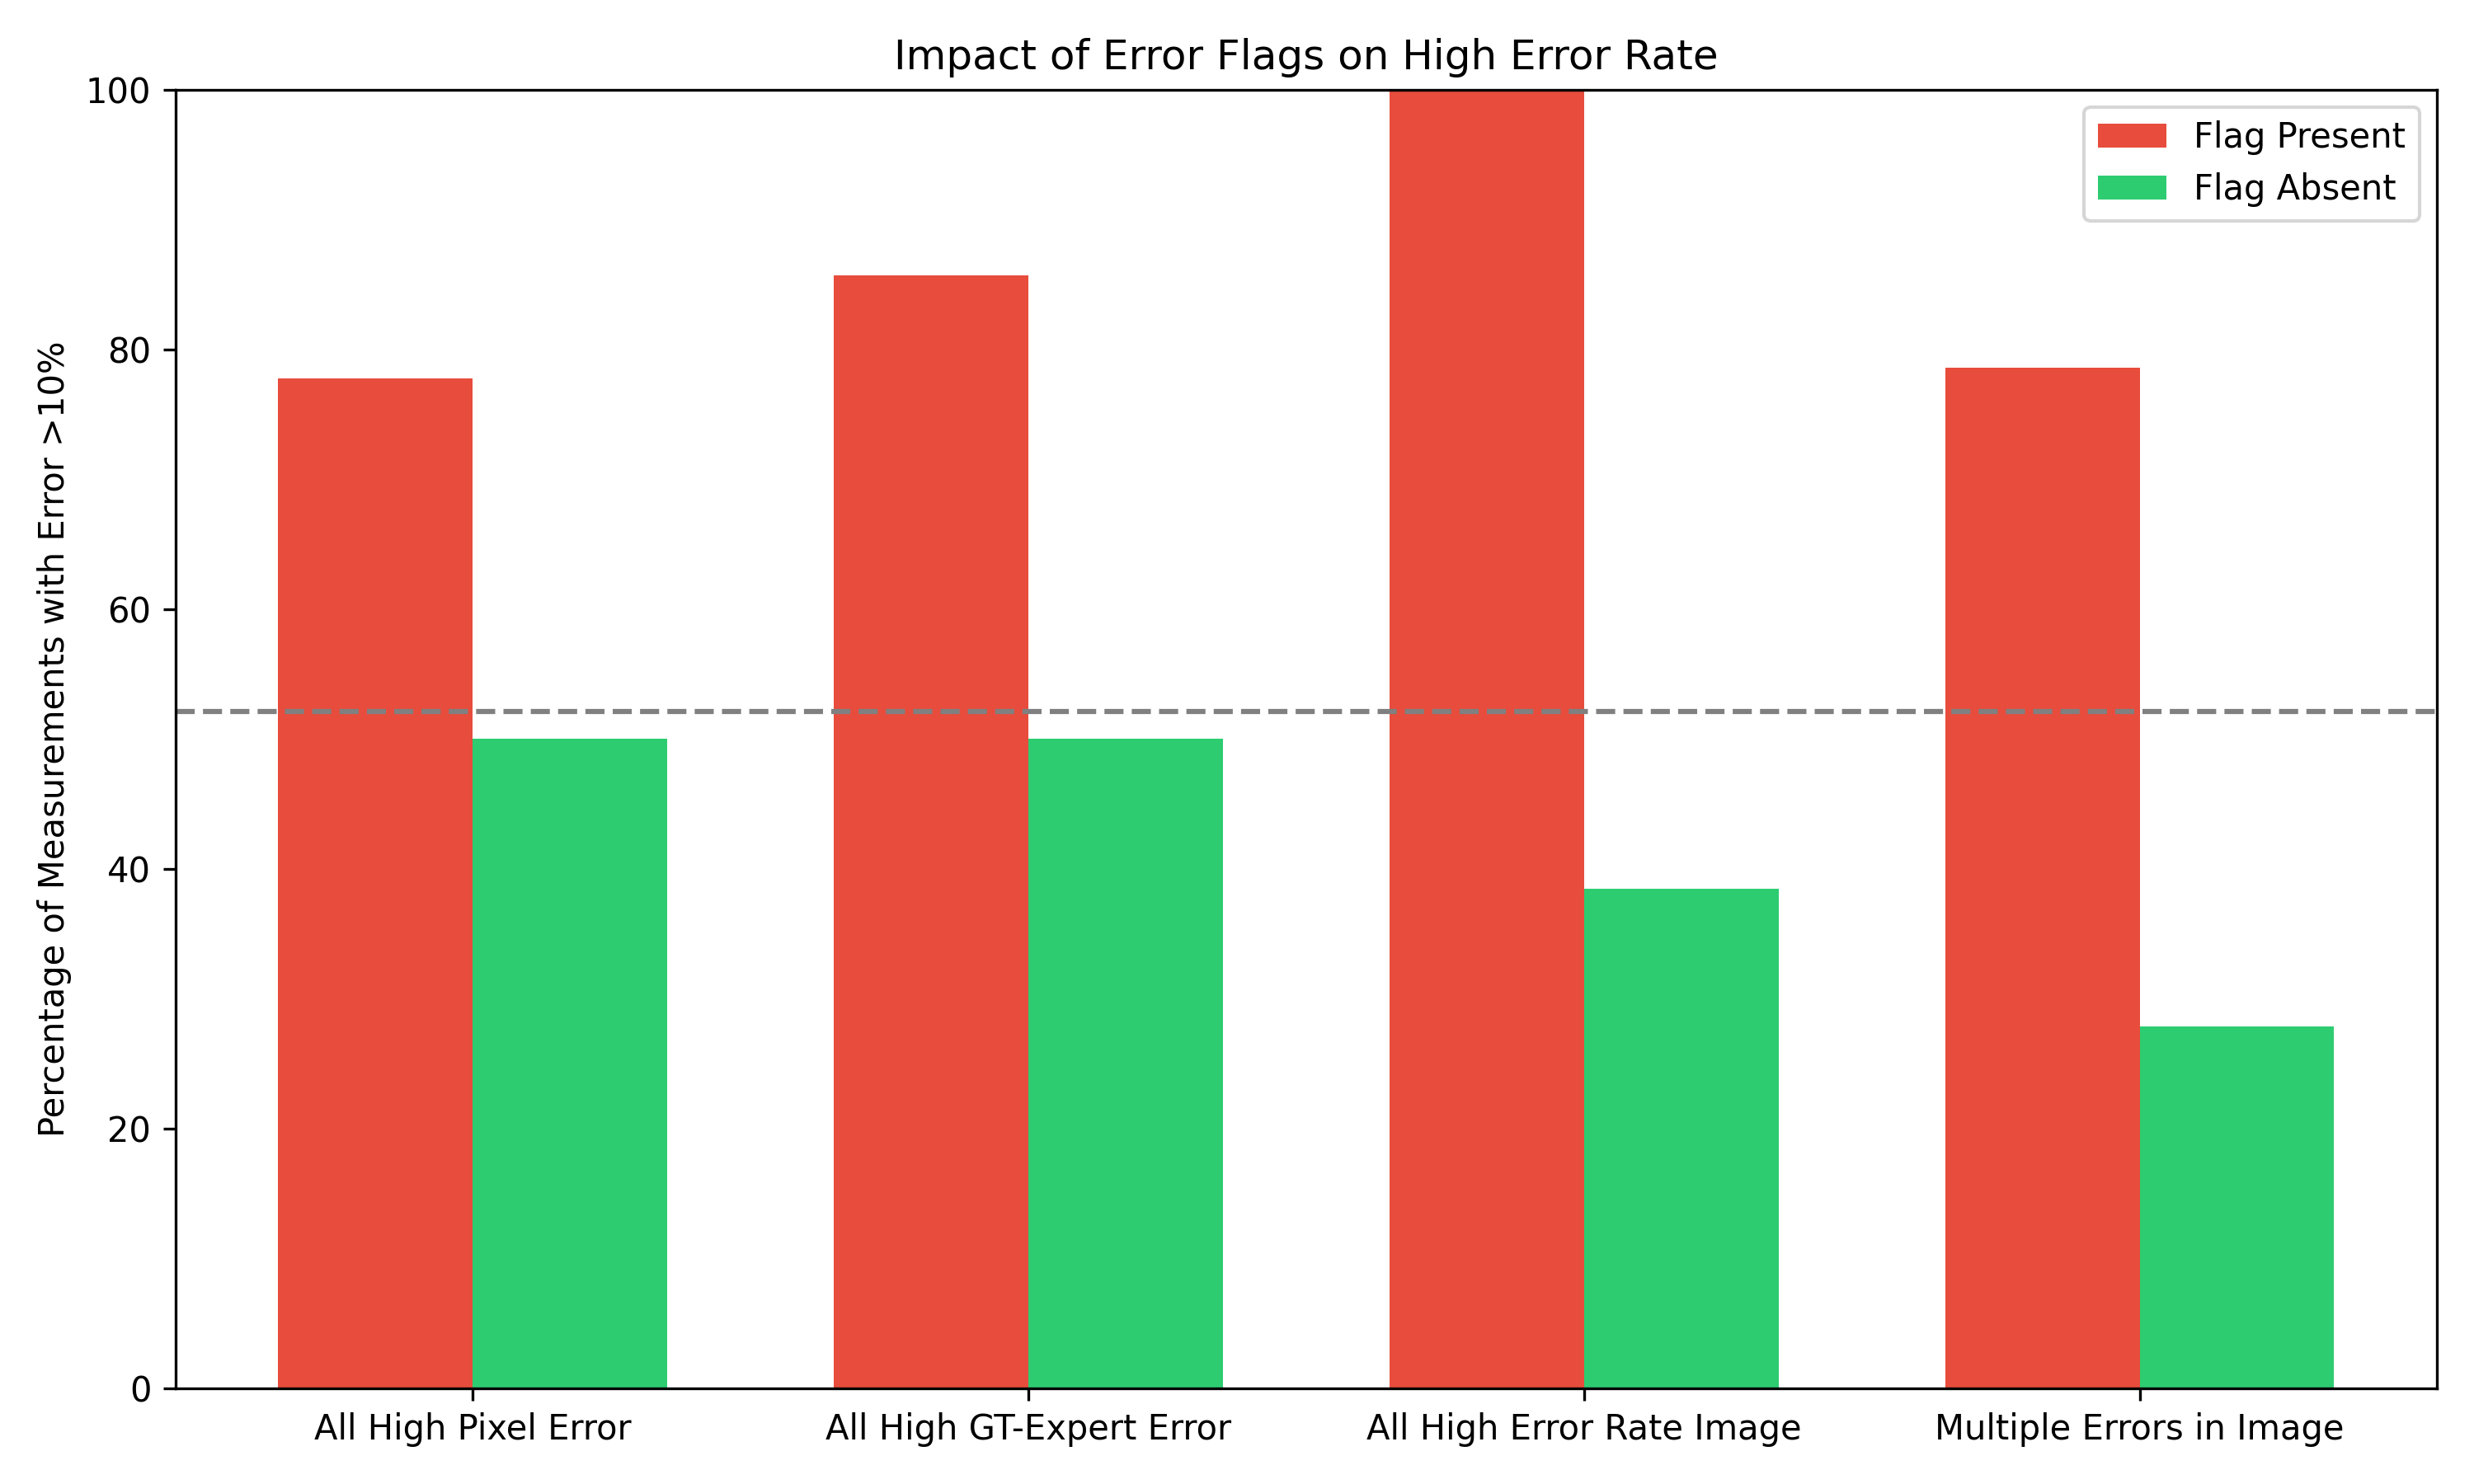 Impact of Error Flags on High Error Rate
Flag Present
Flag Absent
Percentage of Measurements with Error >10%
100
80
60
40
20
0
All High Pixel Error
All High GT-Expert Error
All High Error Rate Image
Multiple Errors in Image